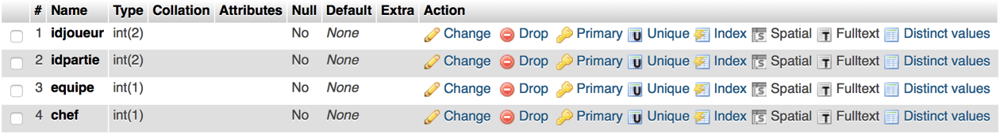 # Name Type Collation Attributes Null Default Extra Action
1 idjoueur int(2) No None Change Drop Primary Unique Index Spatial Fulltext Distinct values
2 idpartie int(2) No None Change Drop Primary Unique Index Spatial Fulltext Distinct values
3 equipe int(1) No None Change Drop Primary Unique Index Spatial Fulltext Distinct values
4 chef int(1) No None Change Drop Primary Unique Index Spatial Fulltext Distinct values